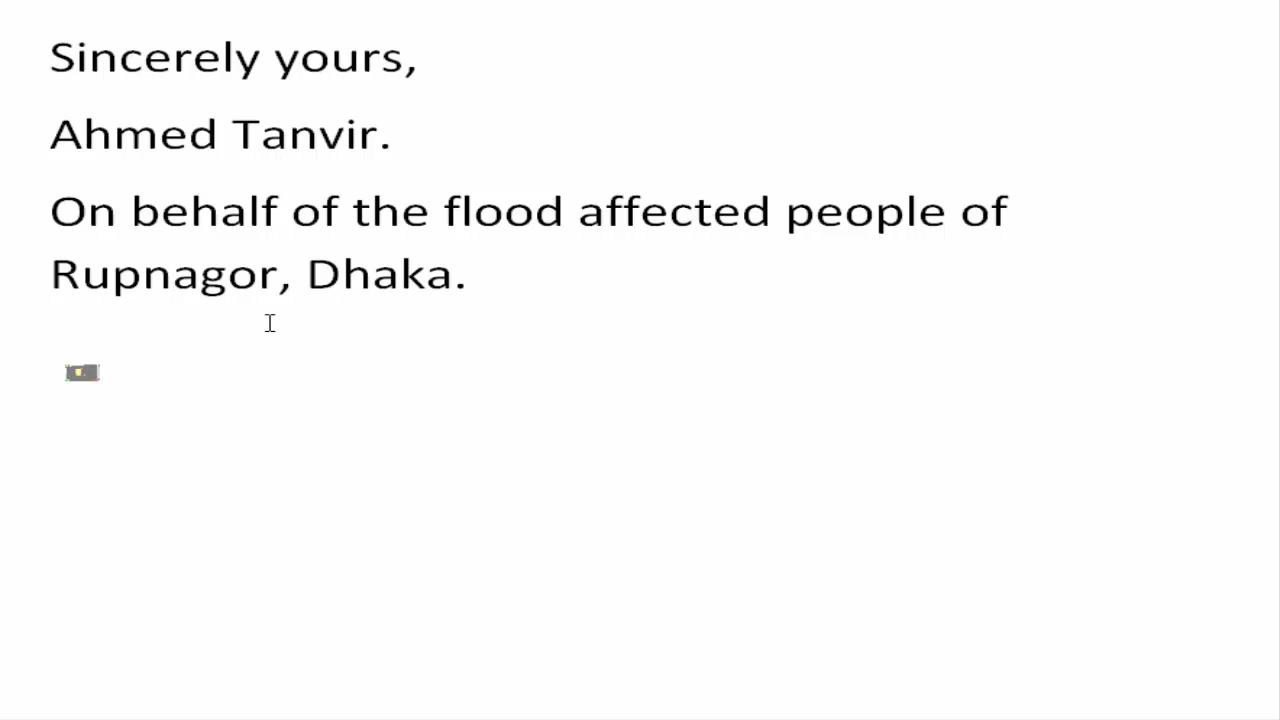 Sincerely yours,
Ahmed Tanvir.
On behalf of the flood affected people of
Rupnagor, Dhaka.